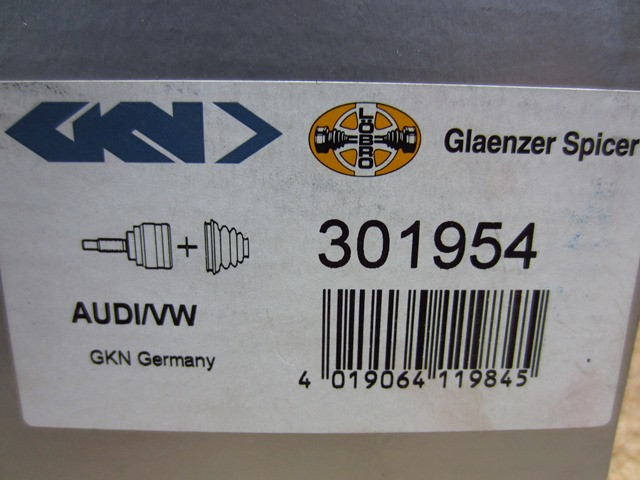 GKN
LÖBRO
Glaenzer Spicer
+
301954
AUDI/VW
GKN Germany
4 019064 119845